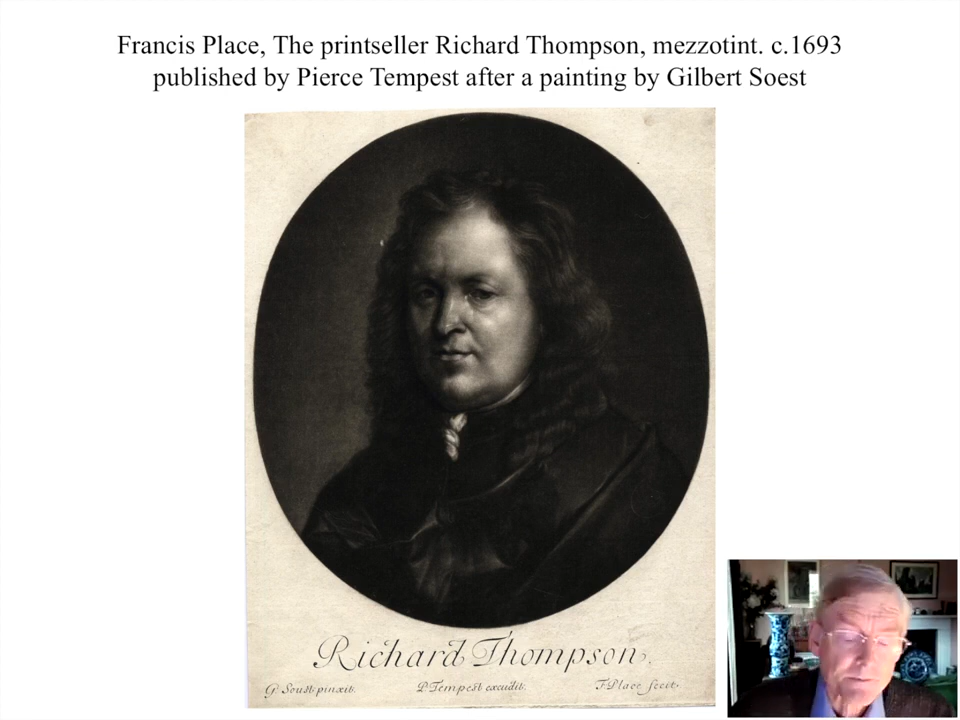 Francis Place, The printseller Richard Thompson, mezzotint. c.1693
published by Pierce Tempest after a painting by Gilbert Soest
Richard Thompson.
G. Soust pinxit. P. Tempest excudit. F. Place fecit.